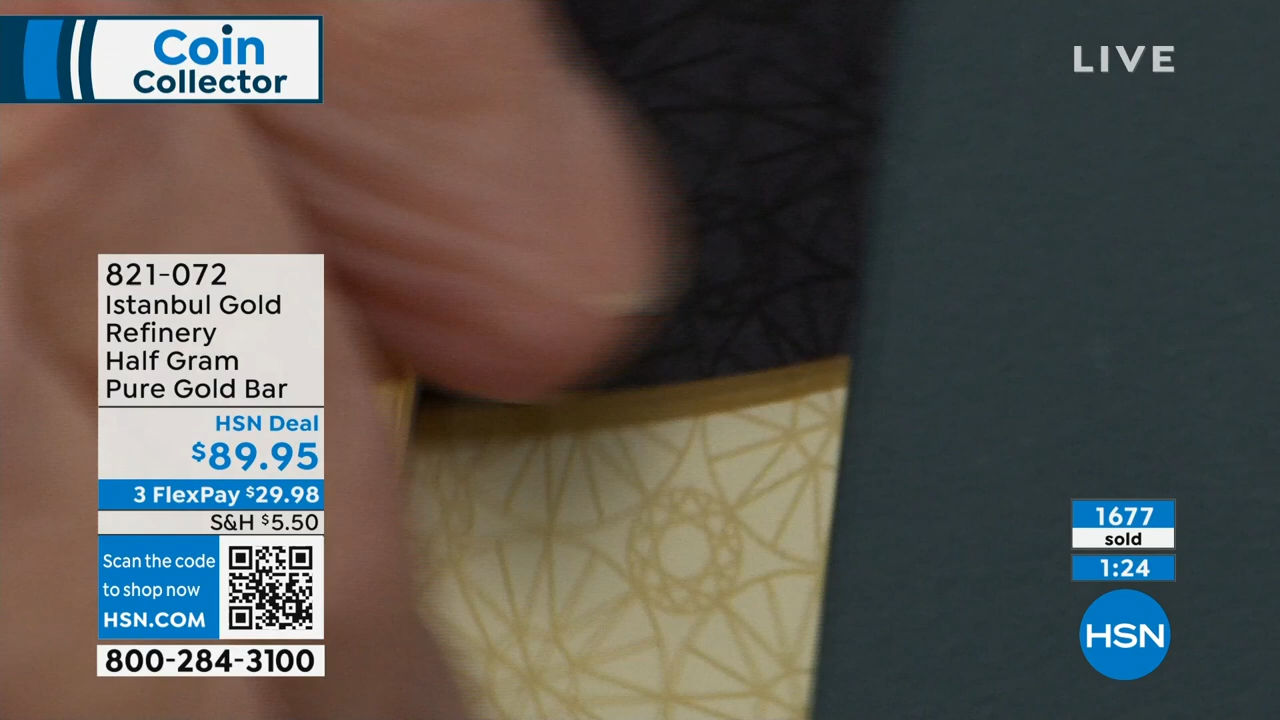 Coin
Collector
LIVE
821-072
Istanbul Gold
Refinery
Half Gram
Pure Gold Bar
HSN Deal
$89.95
3 FlexPay $29.98
S&H $5.50
Scan the code
to shop now
HSN.COM
800-284-3100
1677
sold
1:24
HSN